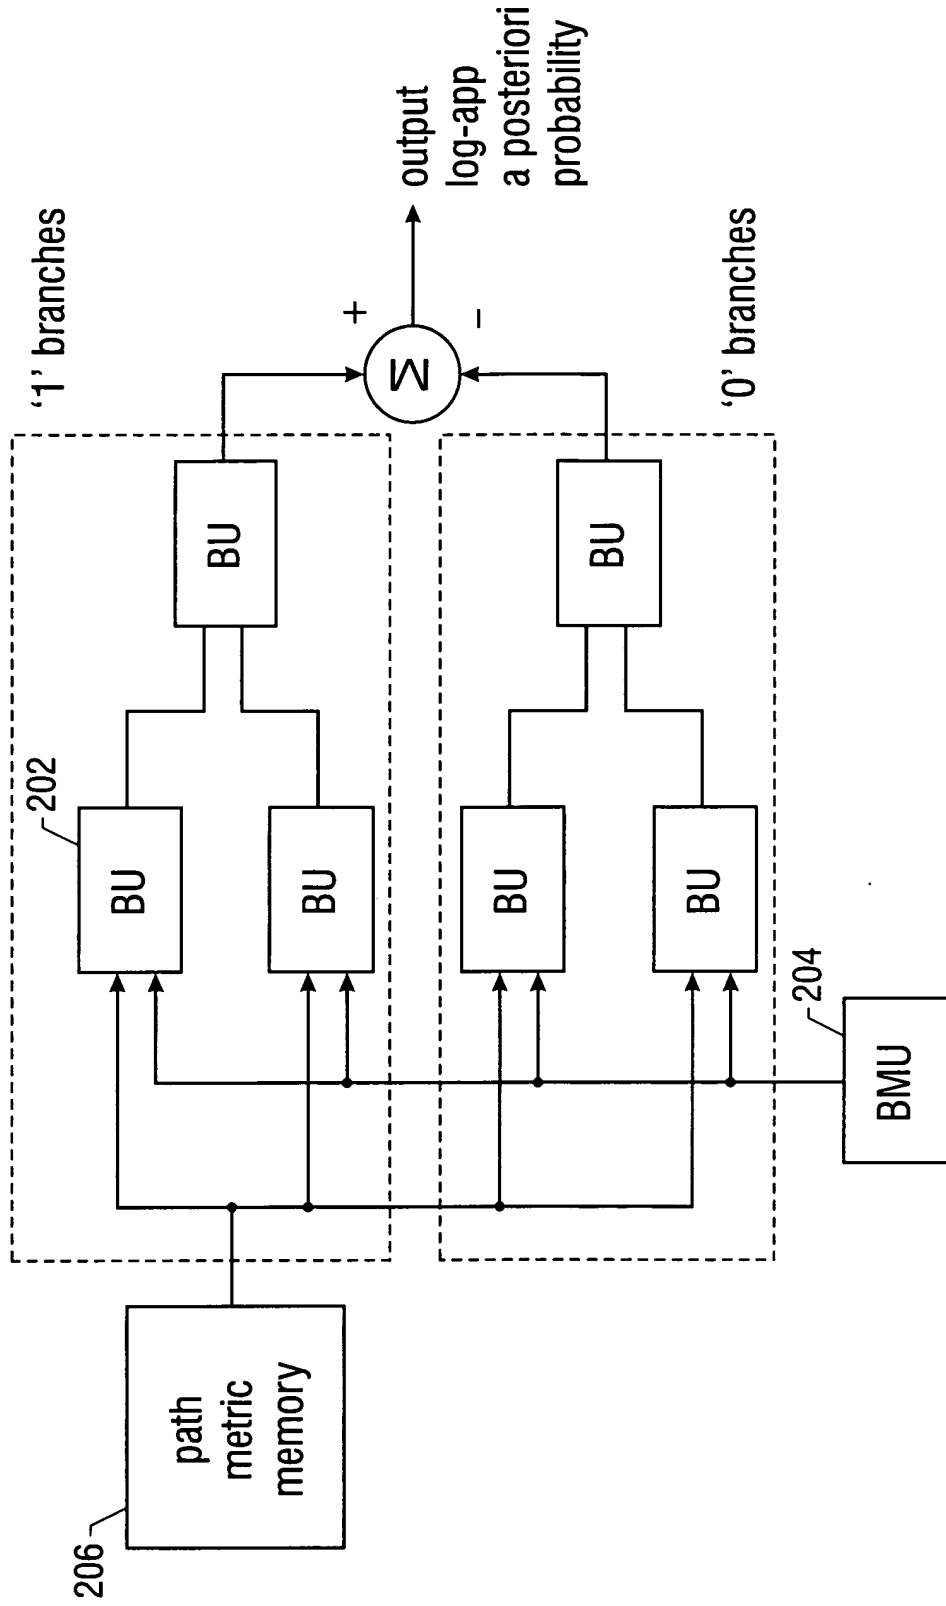 '1' branches
'0' branches
202
BU
BU
BU
BU
BU
BU
+
Σ
–
output
log-app
a posteriori
probability
206
path
metric
memory
204
BMU